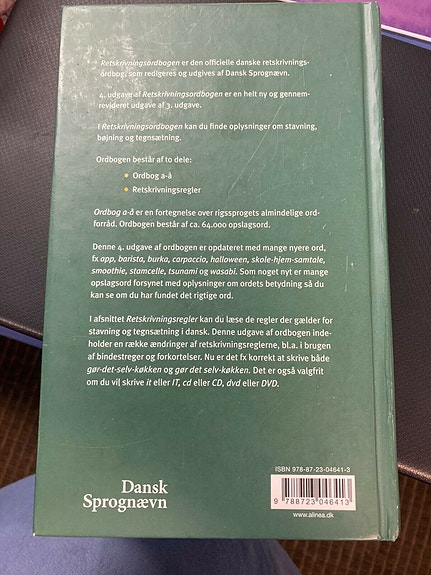 Retskrivningsordbogen er den officielle danske retskrivnings-
ordbog, som redigeres og udgives af Dansk Sprognævn.
4. udgave af Retskrivningsordbogen er en helt ny og gennem-
revideret udgave af 3. udgave.
I Retskrivningsordbogen kan du finde oplysninger om stavning,
bøjning og tegnsætning.
Ordbogen består af to dele:
• Ordbog a-å
• Retskrivningsregler
Ordbog a-å er en fortegnelse over rigssprogets almindelige ord-
forråd. Ordbogen består af ca. 64.000 opslagsord.
Denne 4. udgave af ordbogen er opdateret med mange nyere ord,
fx app, barista, burka, carpaccio, halloween, skole-hjem-samtale,
smoothie, stamcelle, tsunami og wasabi. Som noget nyt er mange
opslagsord forsynet med oplysninger om ordets betydning så du
kan se om du har fundet det rigtige ord.
I afsnittet Retskrivningsregler kan du læse de regler der gælder for
stavning og tegnsætning i dansk. Denne udgave af ordbogen inde-
holder en række ændringer af retskrivningsreglerne, bl.a. i brugen
af bindestreger og forkortelser. Nu er det fx korrekt at skrive både
gør-det-selv-køkken og gør det selv-køkken. Det er også valgfrit
om du vil skrive it eller IT, cd eller CD, dvd eller DVD.
Dansk
Sprognævn
ISBN 978-87-23-04641-3
9 788723 046413
www.alinea.dk